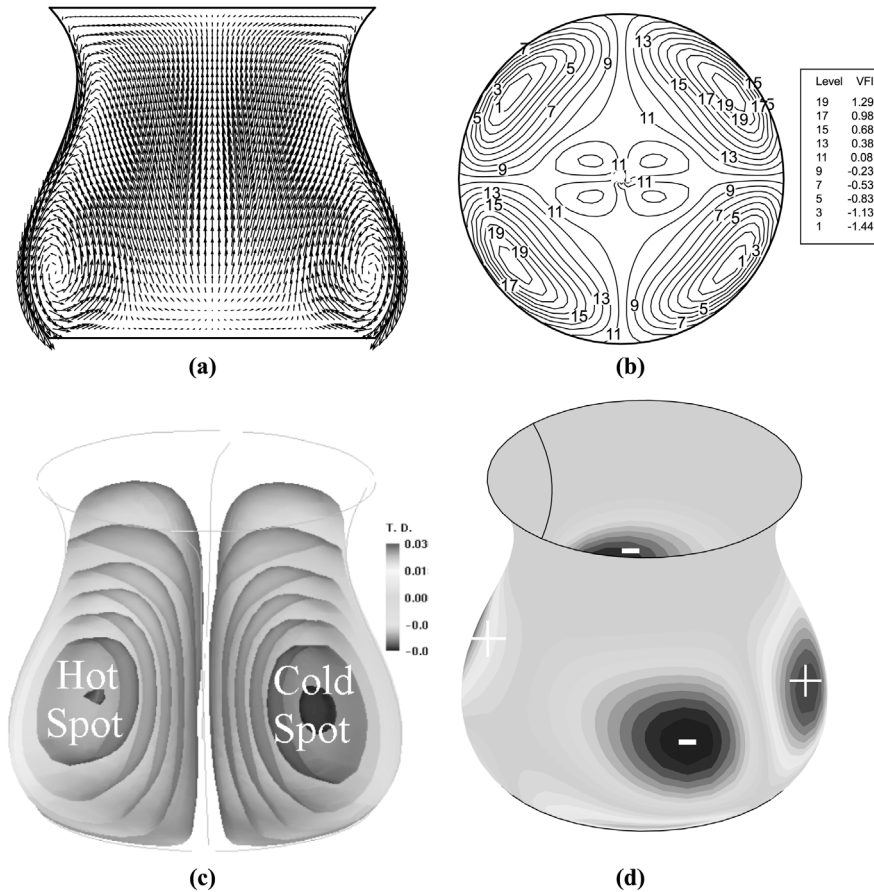 (a)
7 5 9 13
3 15
1 17 19 19 17 5
5 7 11 13
9 11
11 9
13 15 11
19 19 17
13 15 9 11
7 5 3 1
5 7
Level VFI
19 1.29
17 0.98
15 0.68
13 0.38
11 0.08
9 -0.23
7 -0.53
5 -0.83
3 -1.13
1 -1.44
(b)
Hot
Spot
Cold
Spot
T. D.
0.03
0.01
0.00
-0.0
-0.0
(c)
+
-
+
-
(d)